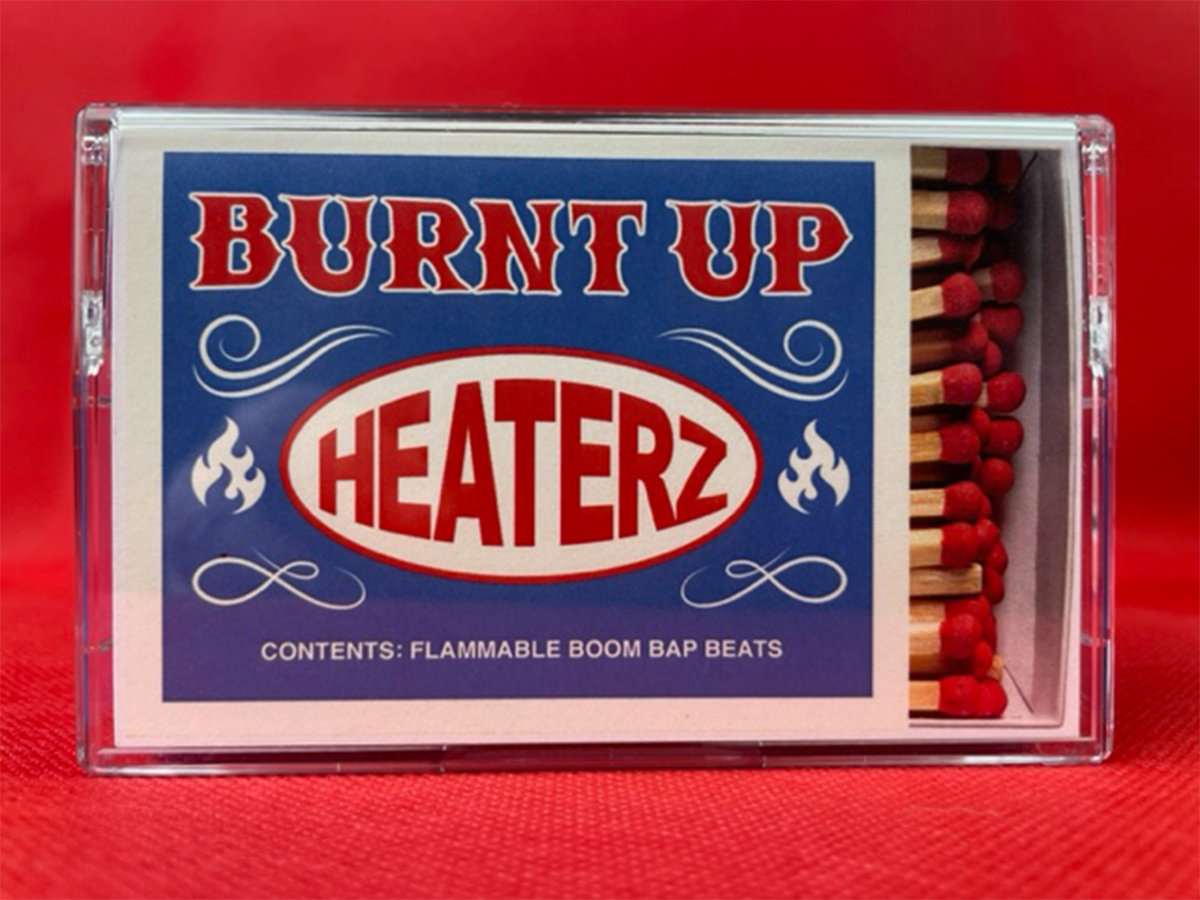 BURNT UP
HEATERZ
CONTENTS: FLAMMABLE BOOM BAP BEATS